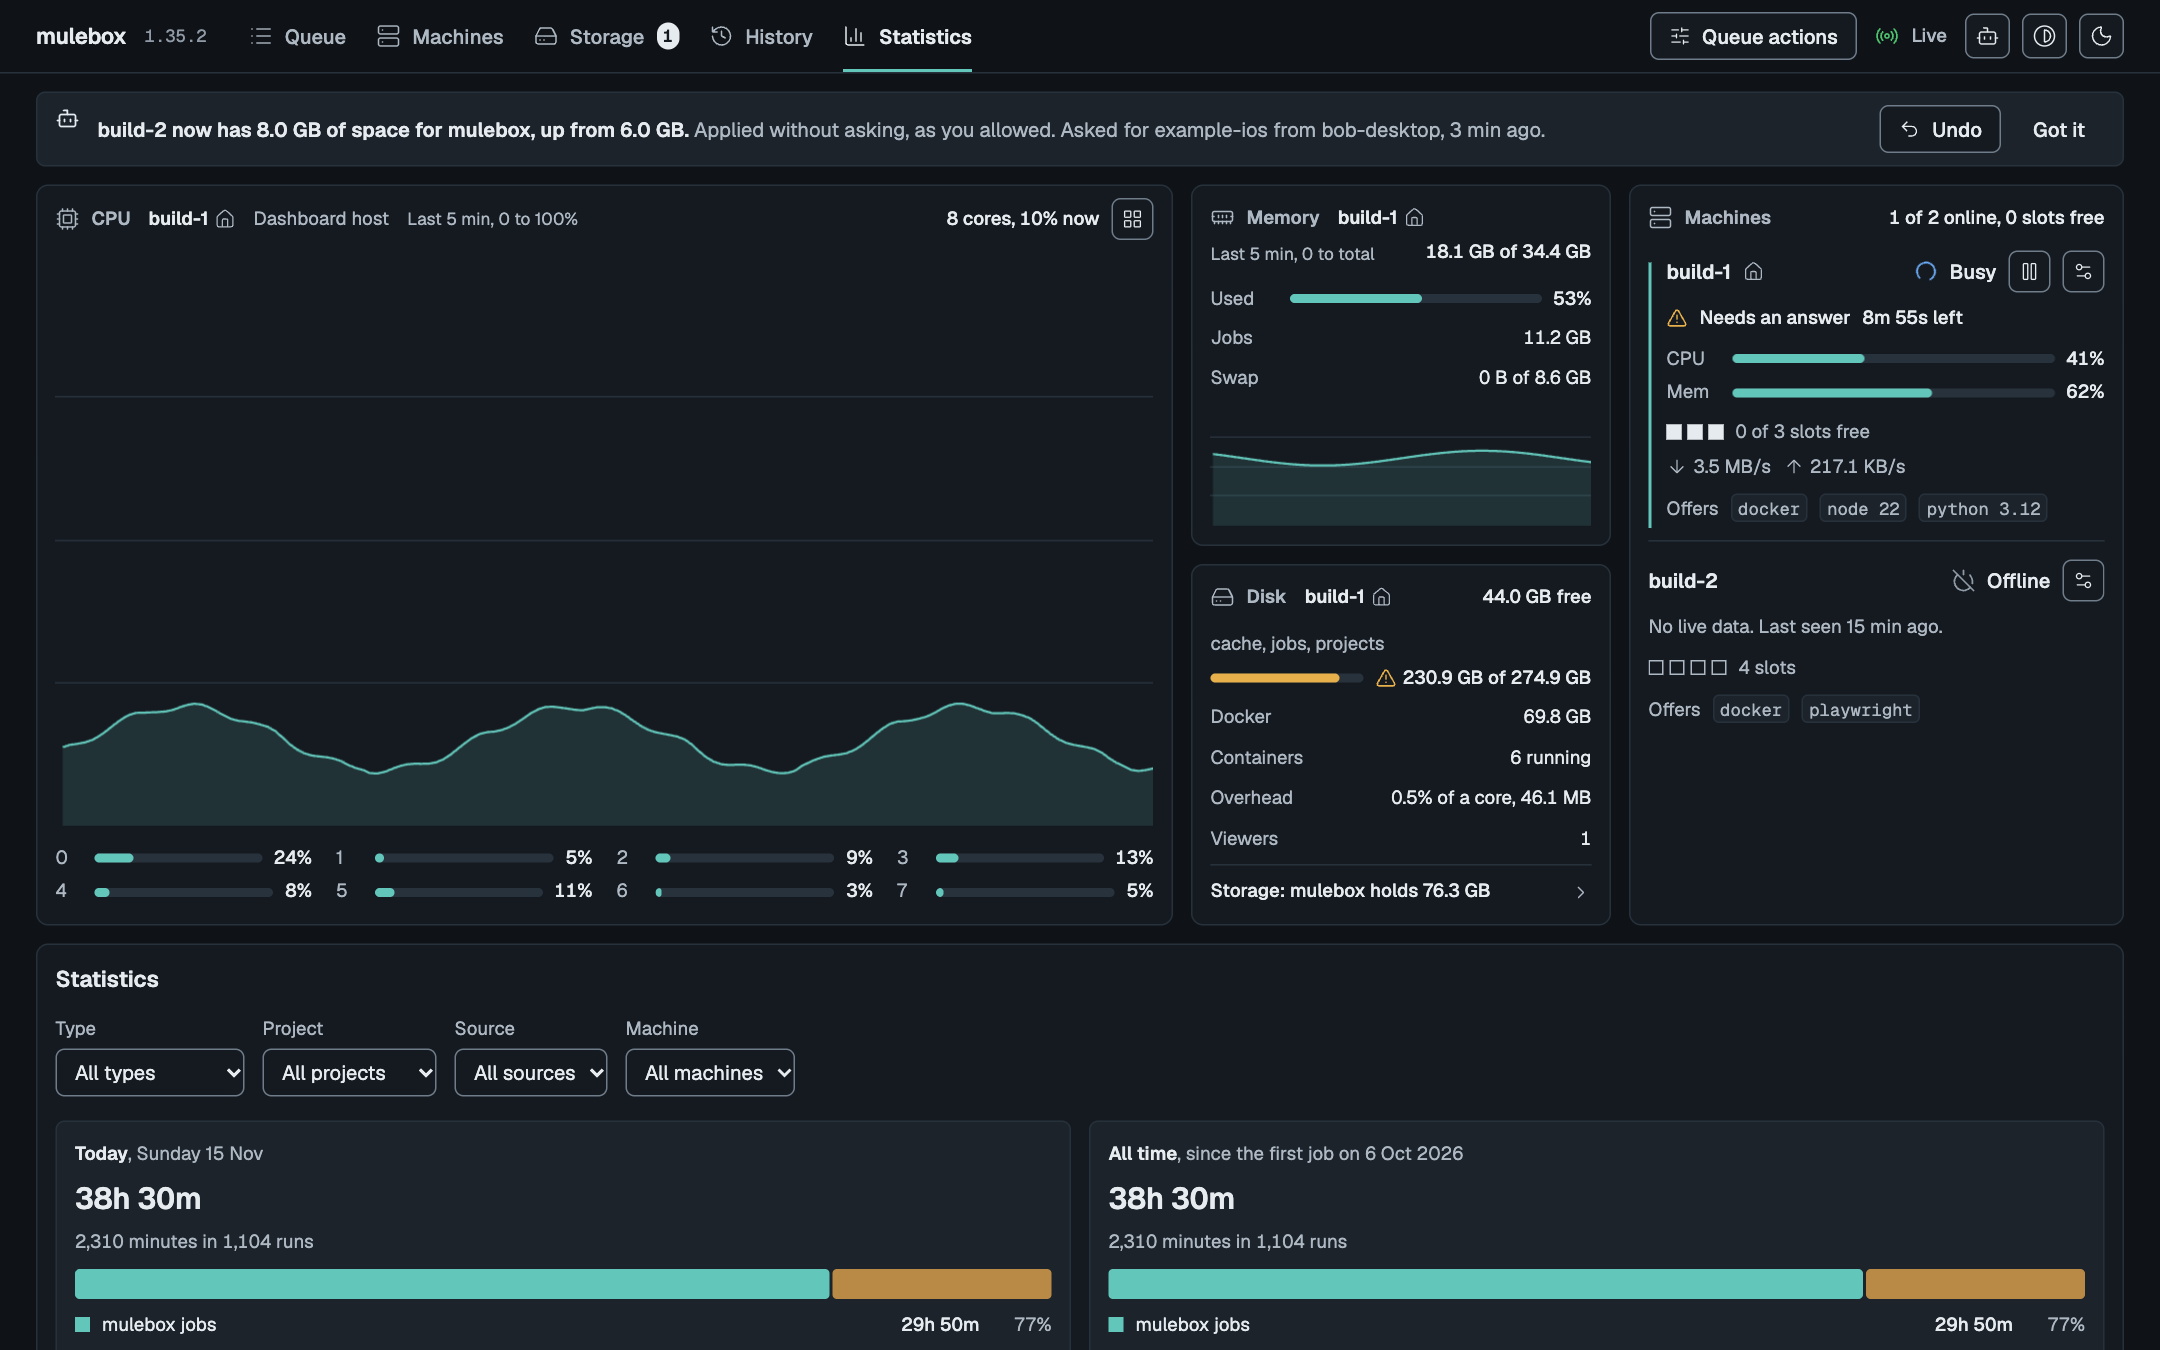 mulebox 1.35.2 Queue Machines Storage 1 History Statistics Queue actions Live
build-2 now has 8.0 GB of space for mulebox, up from 6.0 GB. Applied without asking, as you allowed. Asked for example-ios from bob-desktop, 3 min ago. Undo Got it
CPU build-1 Dashboard host Last 5 min, 0 to 100% 8 cores, 10% now
0 24% 1 5% 2 9% 3 13%
4 8% 5 11% 6 3% 7 5%
Memory build-1
Last 5 min, 0 to total 18.1 GB of 34.4 GB
Used 53%
Jobs 11.2 GB
Swap 0 B of 8.6 GB
Disk build-1 44.0 GB free
cache, jobs, projects
230.9 GB of 274.9 GB
Docker 69.8 GB
Containers 6 running
Overhead 0.5% of a core, 46.1 MB
Viewers 1
Storage: mulebox holds 76.3 GB
Machines 1 of 2 online, 0 slots free
build-1 Busy
Needs an answer 8m 55s left
CPU 41%
Mem 62%
0 of 3 slots free
3.5 MB/s 217.1 KB/s
Offers docker node 22 python 3.12
build-2 Offline
No live data. Last seen 15 min ago.
4 slots
Offers docker playwright
Statistics
Type Project Source Machine
All types All projects All sources All machines
Today, Sunday 15 Nov
38h 30m
2,310 minutes in 1,104 runs
mulebox jobs 29h 50m 77%
All time, since the first job on 6 Oct 2026
38h 30m
2,310 minutes in 1,104 runs
mulebox jobs 29h 50m 77%